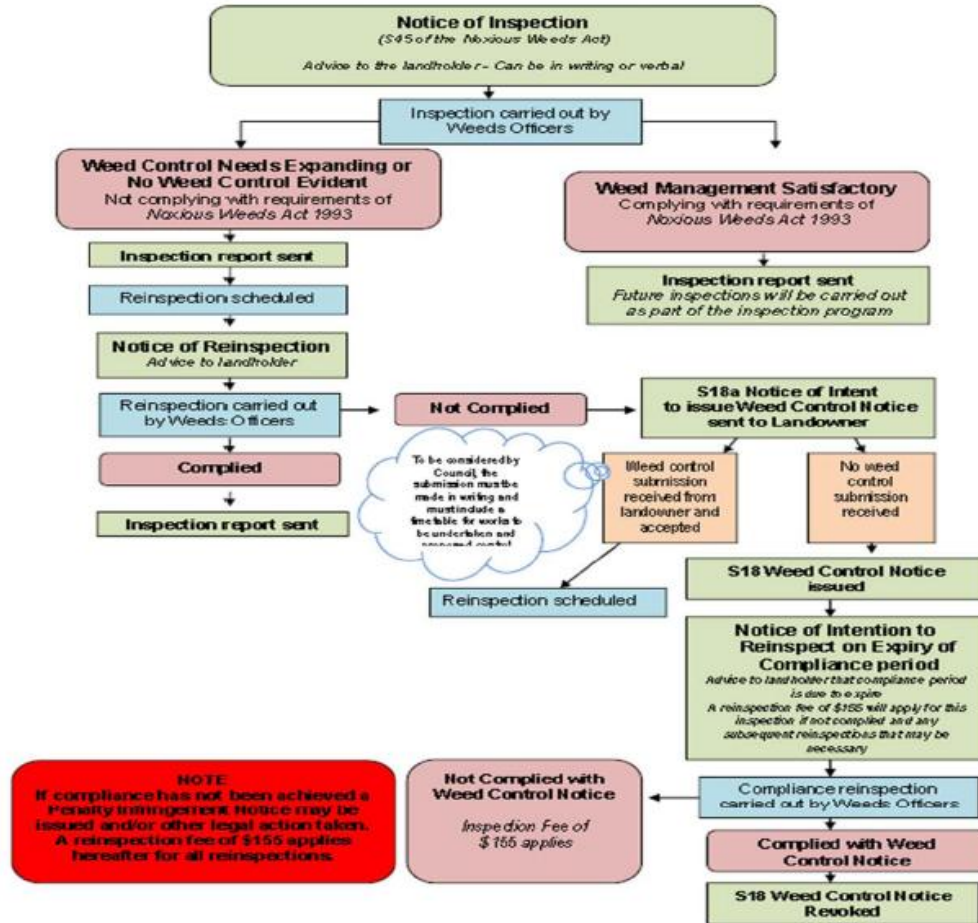 Notice of Inspection
(S45 of the Noxious Weeds Act)
Advice to the landholder - Can be in writing or verbal
Inspection carried out by
Weeds Officers
Weed Control Needs Expanding or
No Weed Control Evident
Not complying with requirements of
Noxious Weeds Act 1993
Weed Management Satisfactory
Complying with requirements of
Noxious Weeds Act 1993
Inspection report sent
Inspection report sent
Future inspections will be carried out
as part of the inspection program
Reinspection scheduled
Notice of Reinspection
Advice to landholder
Reinspection carried out
by Weeds Officers
Not Complied
S18a Notice of Intent
to issue Weed Control Notice
sent to Landowner
Complied
Inspection report sent
To be considered by
Council, the
submission must be
made in writing and
must include a
timetable for works to
be undertaken and
Weed control
submission
received from
landowner and
accepted
No weed
control
submission
received
Reinspection scheduled
S18 Weed Control Notice
issued
Notice of Intention to
Reinspect on Expiry of
Compliance period
Advice to landholder that compliance period
is due to expire
A reinspection fee of $155 will apply for this
inspection if not complied and any
subsequent reinspections that may be
necessary
Compliance reinspection
carried out by Weeds Officers
Not Complied with
Weed Control Notice
Inspection Fee of
$155 applies
NOTE
If compliance has not been achieved a
Penalty Infringement Notice may be
issued and/or other legal action taken.
A reinspection fee of $155 applies
hereafter for all reinspections.
Complied with Weed
Control Notice
S18 Weed Control Notice
Revoked